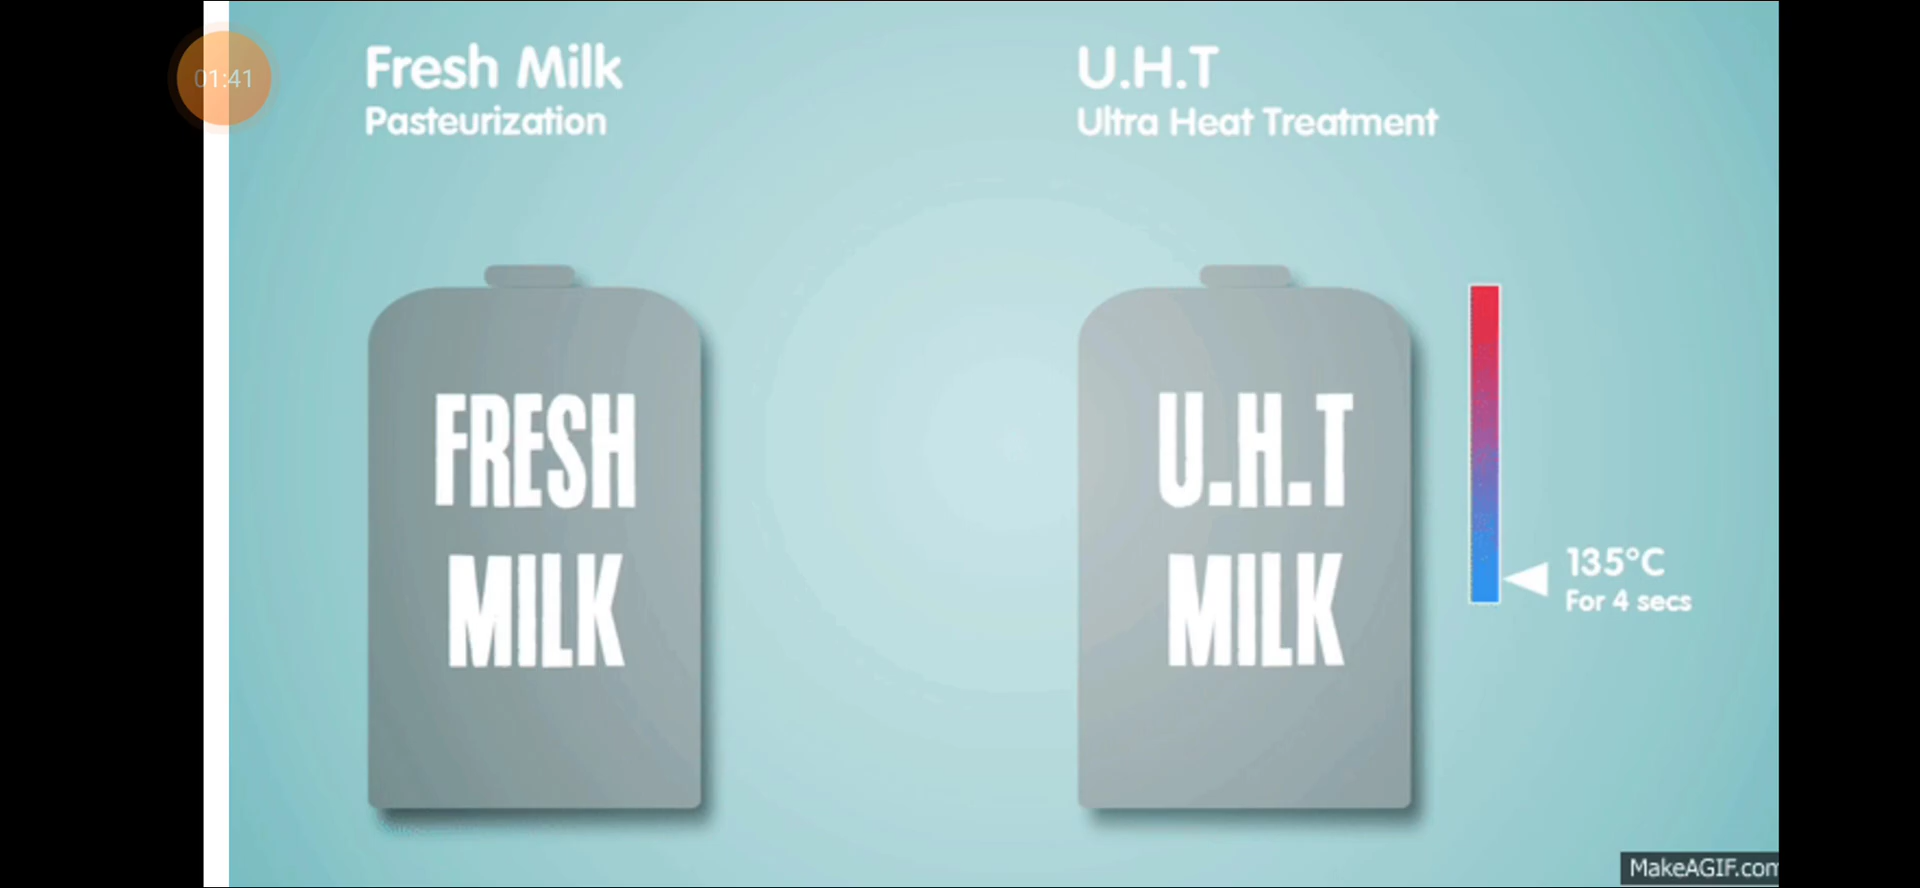 01:41
Fresh Milk
Pasteurization
U.H.T
Ultra Heat Treatment
FRESH
MILK
U.H.T
MILK
135°C
For 4 secs
MakeAGIF.com